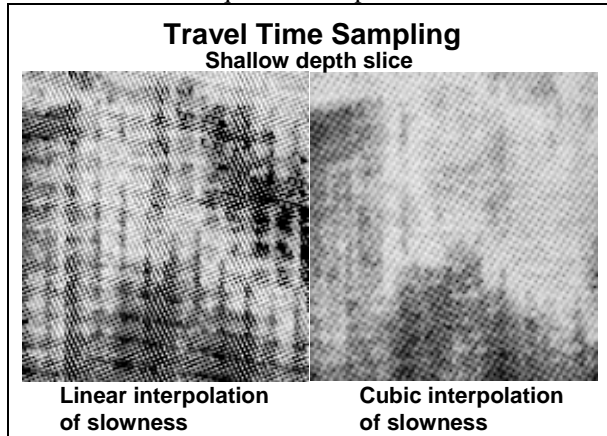 Travel Time Sampling
Shallow depth slice
Linear interpolation
of slowness
Cubic interpolation
of slowness